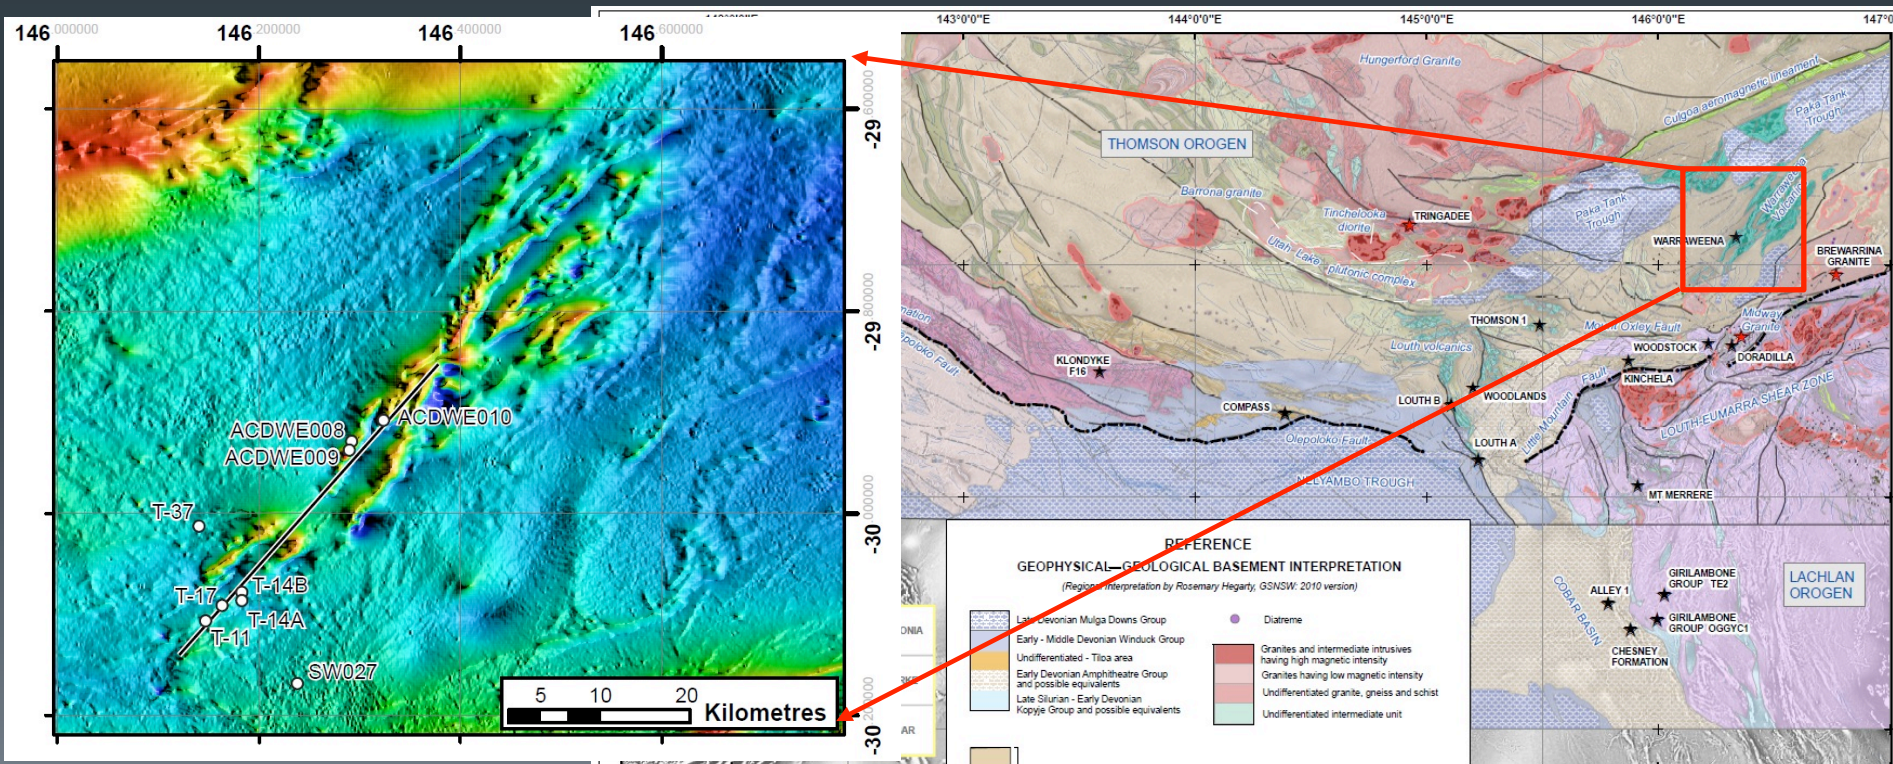 146.000000
146.200000
146.400000
146.600000
-29.600000
-29.800000
-30.000000
-30.200000
ACDWE010
ACDWE008
ACDWE009
T-37
T-14B
T-17
T-14A
T-11
SW027
5 10 20
Kilometres
143°0'0"E
144°0'0"E
145°0'0"E
146°0'0"E
147°0'
Hungerford Granite
Culgoa aeromagnetic lineament
Paka Tank
Trough
THOMSON OROGEN
Barrona granite
Tinchelooka
diorite
TRINGADEE
Paka Tank
Trough
WARRAWEENA
Utah Lake plutonic complex
BREWARRINA
GRANITE
THOMSON 1
Mount Oxley Fault
Midway
Granite
Louth volcanics
WOODSTOCK
DORADILLA
KLONDYKE
F16
KINCHELA
Olepoloko Fault
COMPASS
LOUTH B
WOODLANDS
LOUTH-EUMARRA SHEAR ZONE
Little Mountain Fault
Olepoloko Fault
LOUTH A
NELYAMBO TROUGH
MT MERRERE
REFERENCE
GEOPHYSICAL—GEOLOGICAL BASEMENT INTERPRETATION
(Regional Interpretation by Rosemary Hegarty, GSNSW: 2010 version)
Late Devonian Mulga Downs Group
Early - Middle Devonian Winduck Group
Undifferentiated - Tilpa area
Early Devonian Amphitheatre Group
and possible equivalents
Late Silurian - Early Devonian
Kopyje Group and possible equivalents
Diatreme
Granites and intermediate intrusives
having high magnetic intensity
Granites having low magnetic intensity
Undifferentiated granite, gneiss and schist
Undifferentiated intermediate unit
COBAR BASIN
ALLEY 1
GIRILAMBONE
GROUP TE2
LACHLAN
OROGEN
GIRILAMBONE
GROUP OGGYC1
CHESNEY
FORMATION